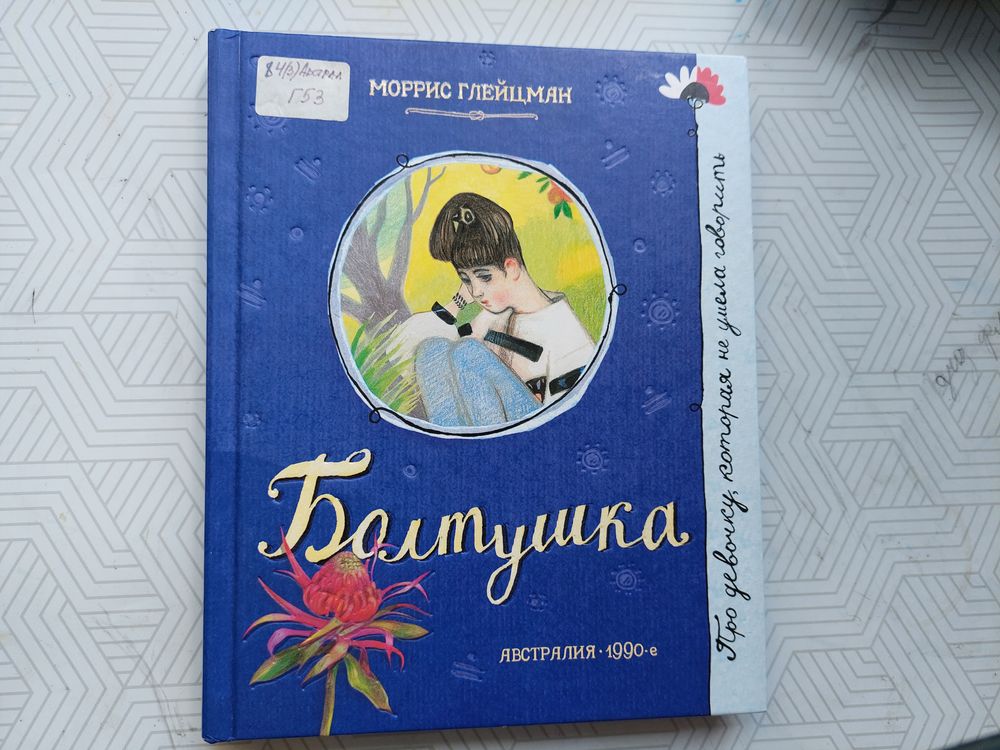 84(8)Австрал
Г53
МОРРИС ГЛЕЙЦМАН
Болтушка
АВСТРАЛИЯ · 1990-е
Про девочку, которая не умела говорить